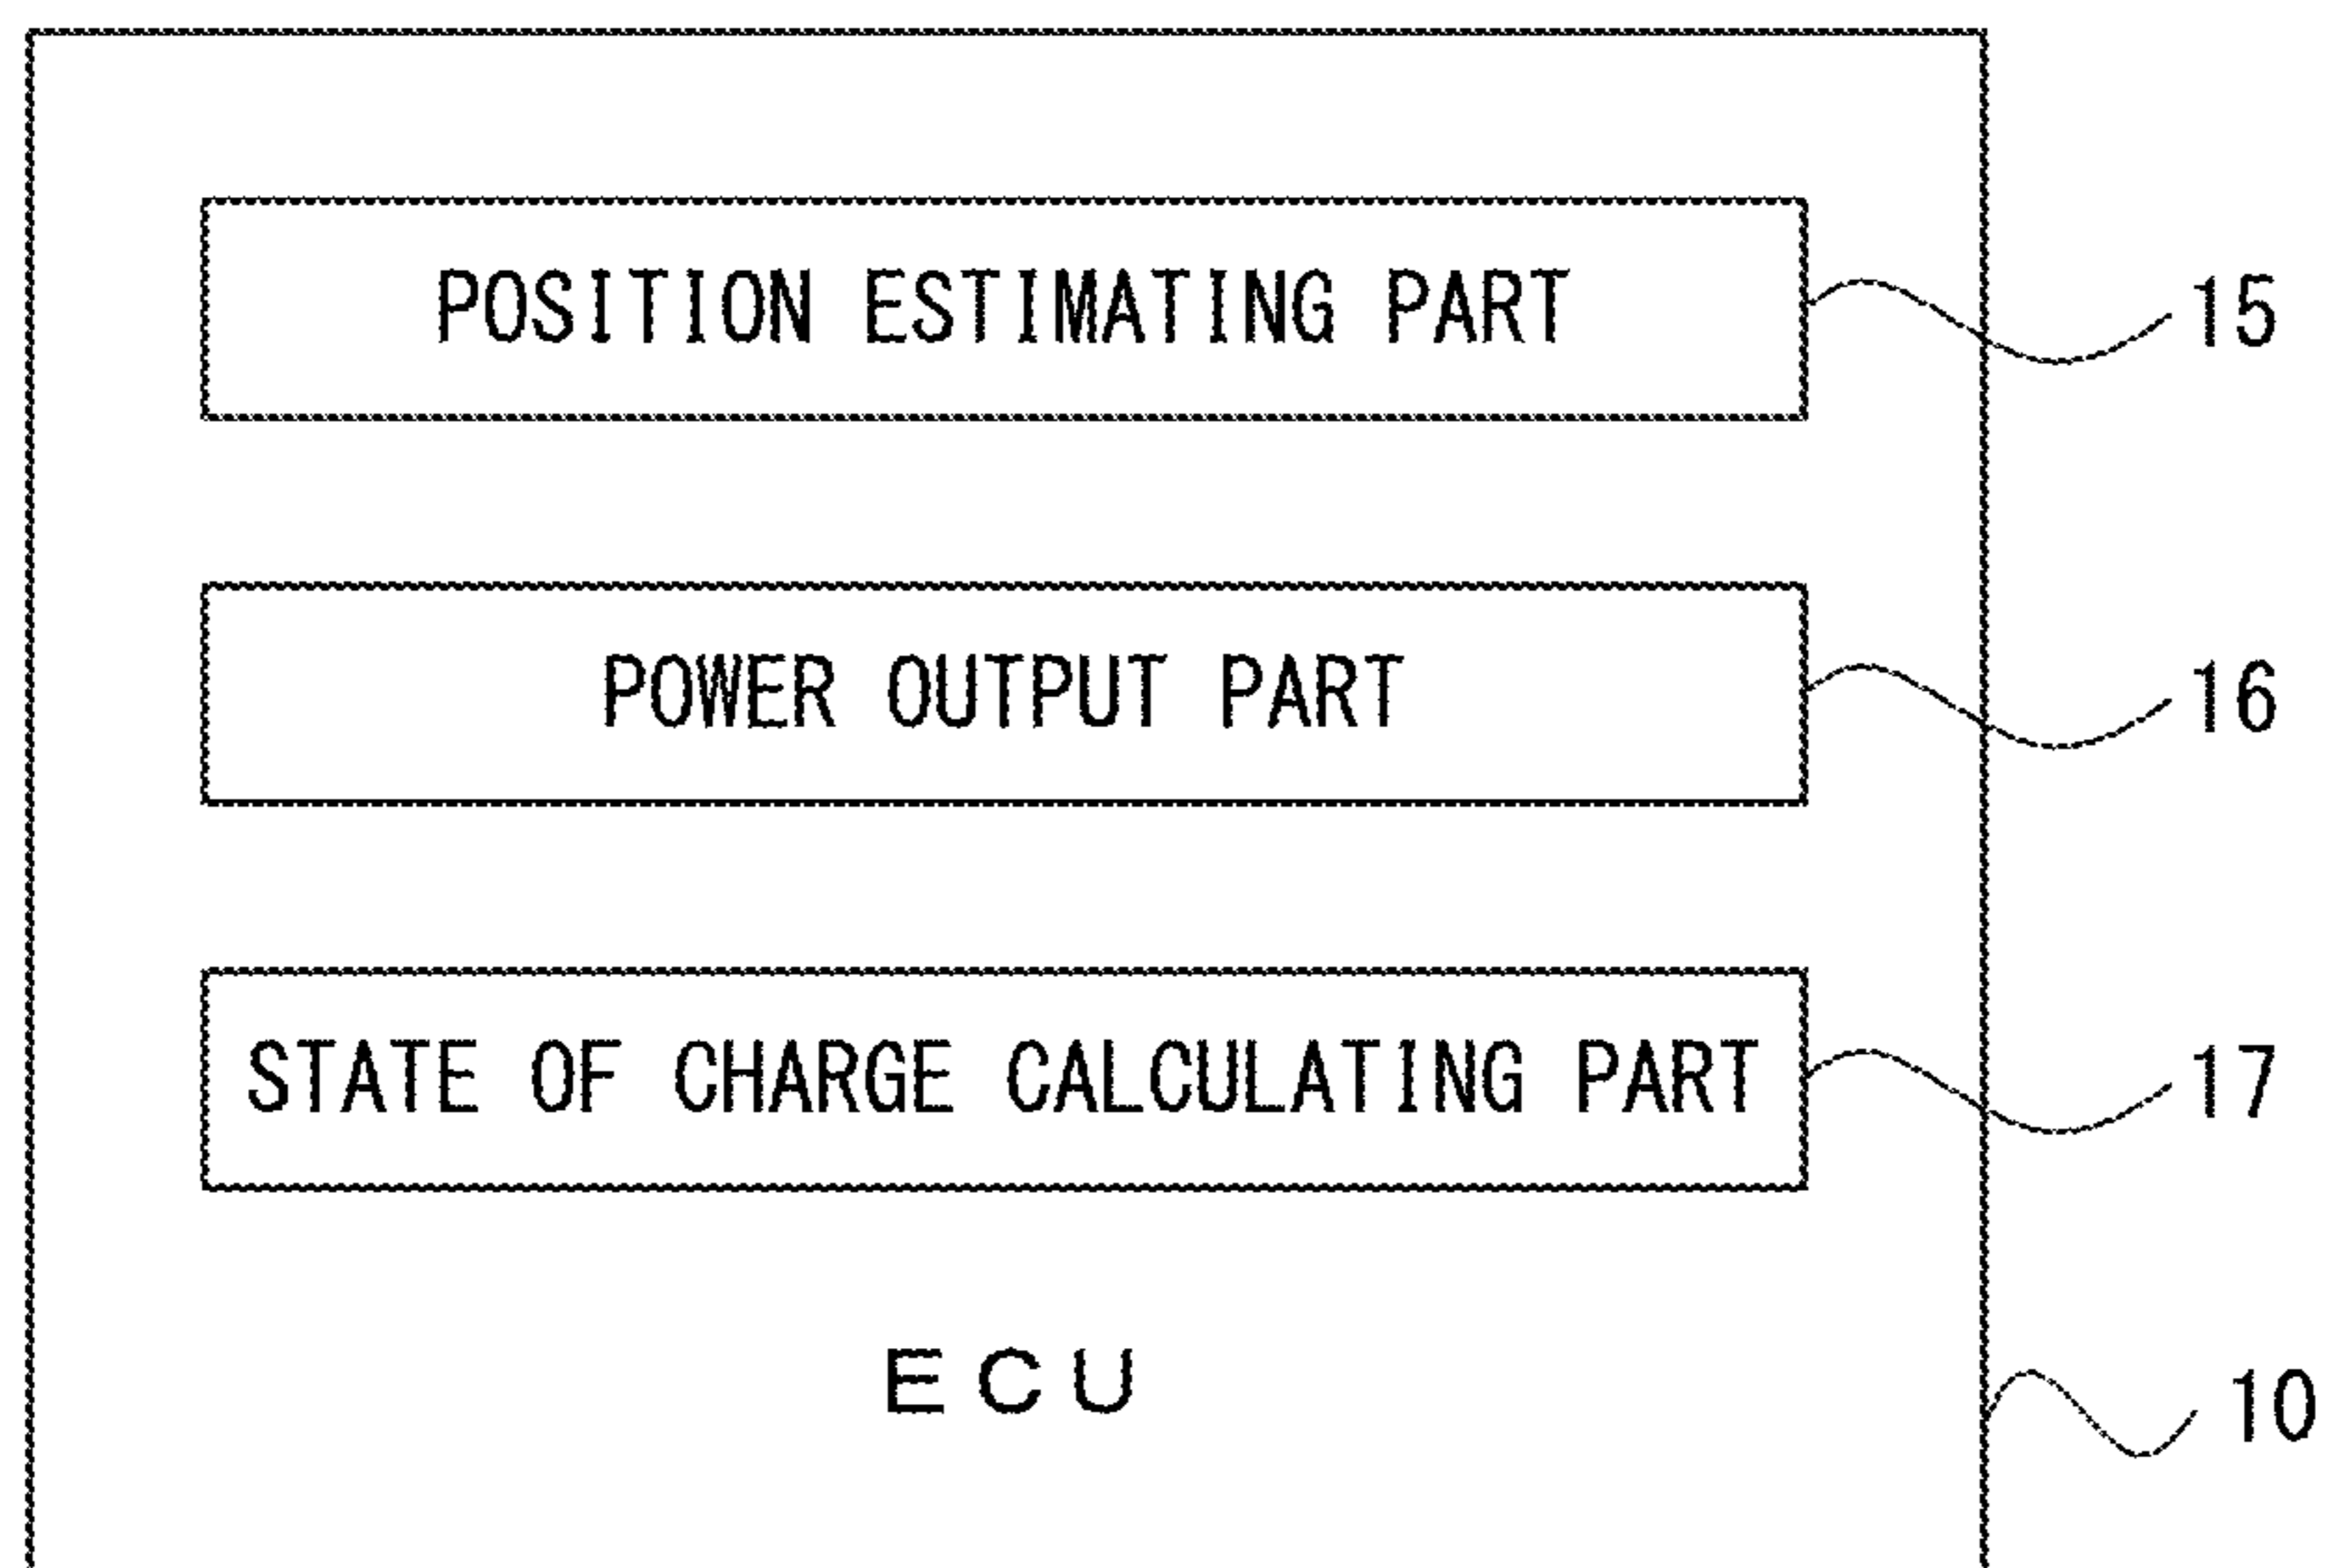 POSITION ESTIMATING PART 15
POWER OUTPUT PART 16
STATE OF CHARGE CALCULATING PART 17
ECU 10